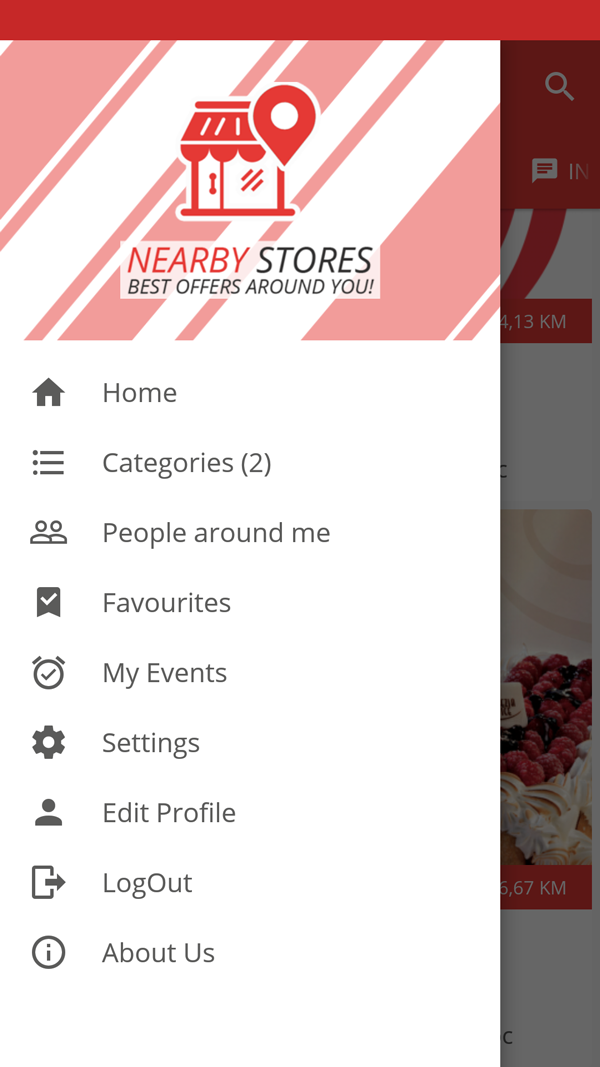 NEARBY STORES
BEST OFFERS AROUND YOU!
Home
Categories (2)
People around me
Favourites
My Events
Settings
Edit Profile
LogOut
About Us
IN
4,13 KM
6,67 KM